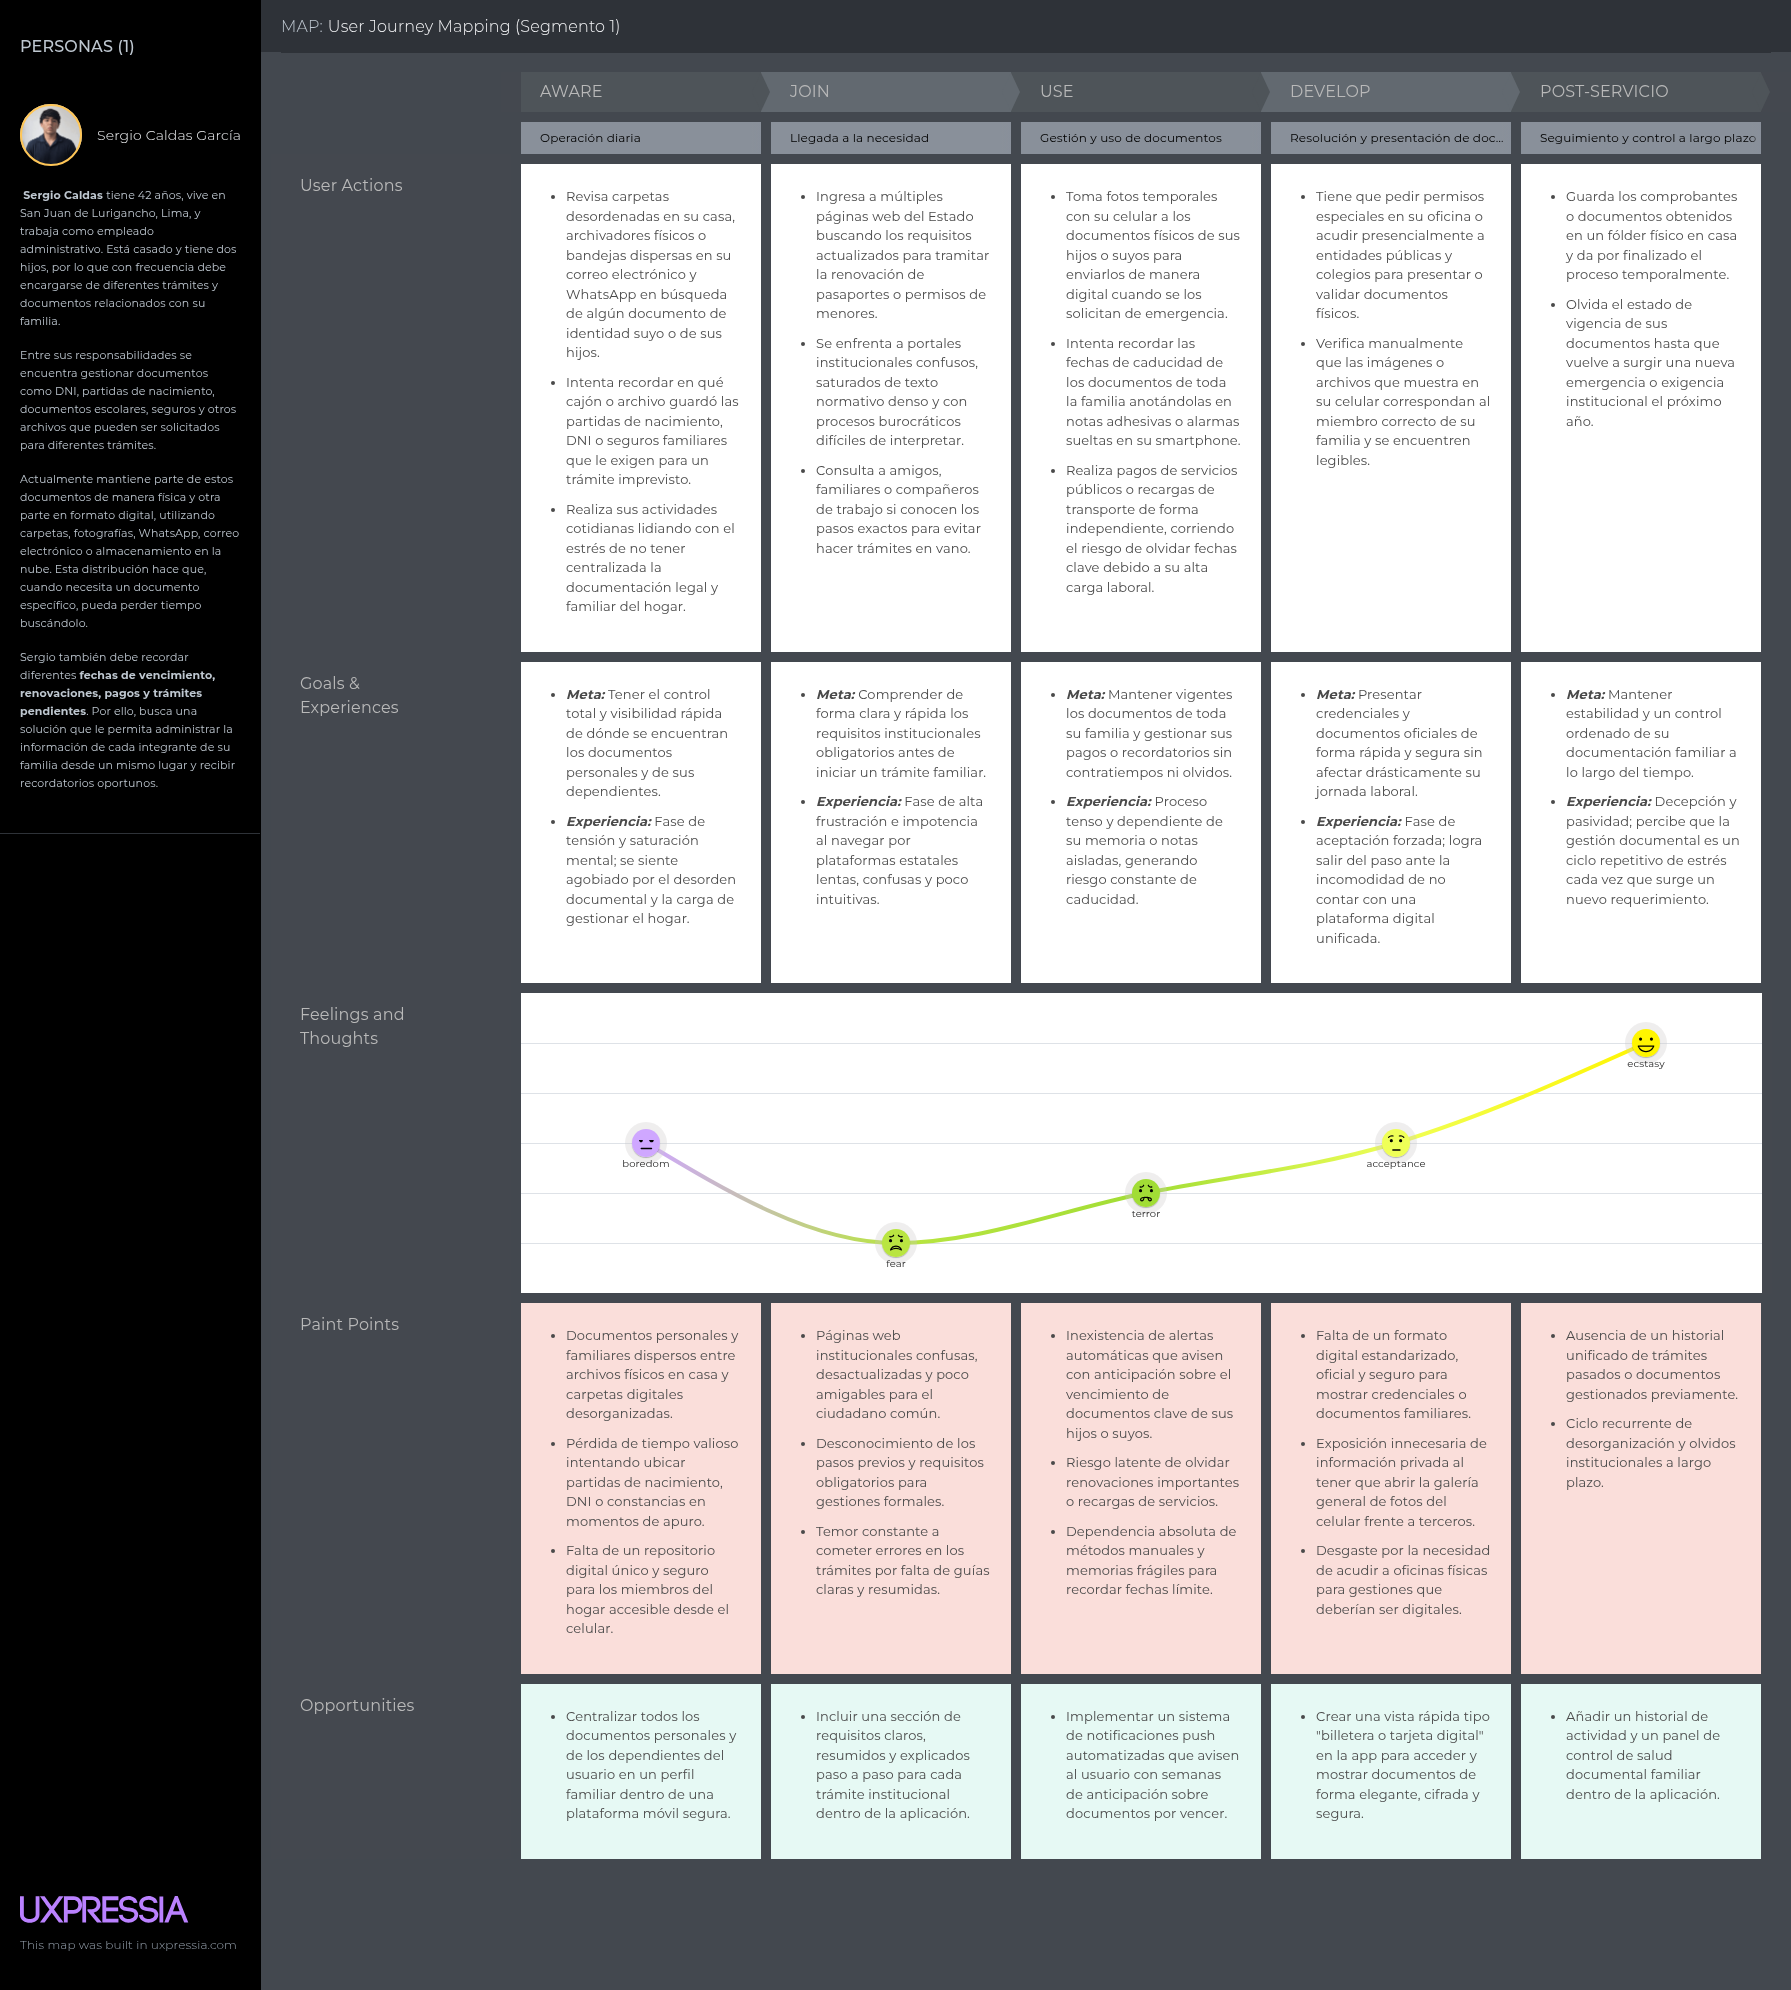 PERSONAS (1)
Sergio Caldas García
Sergio Caldas tiene 42 años, vive en
San Juan de Lurigancho, Lima, y
trabaja como empleado
administrativo. Está casado y tiene dos
hijos, por lo que con frecuencia debe
encargarse de diferentes trámites y
documentos relacionados con su
familia.
Entre sus responsabilidades se
encuentra gestionar documentos
como DNI, partidas de nacimiento,
documentos escolares, seguros y otros
archivos que pueden ser solicitados
para diferentes trámites.
Actualmente mantiene parte de estos
documentos de manera física y otra
parte en formato digital, utilizando
carpetas, fotografías, WhatsApp, correo
electrónico o almacenamiento en la
nube. Esta distribución hace que,
cuando necesita un documento
específico, pueda perder tiempo
buscándolo.
Sergio también debe recordar
diferentes fechas de vencimiento,
renovaciones, pagos y trámites
pendientes. Por ello, busca una
solución que le permita administrar la
información de cada integrante de su
familia desde un mismo lugar y recibir
recordatorios oportunos.
UXPRESSIA
This map was built in uxpressia.com
MAP: User Journey Mapping (Segmento 1)
AWARE
JOIN
USE
DEVELOP
POST-SERVICIO
Operación diaria
Llegada a la necesidad
Gestión y uso de documentos
Resolución y presentación de doc...
Seguimiento y control a largo plazo
User Actions
• Revisa carpetas
desordenadas en su casa,
archivadores físicos o
bandejas dispersas en su
correo electrónico y
WhatsApp en búsqueda
de algún documento de
identidad suyo o de sus
hijos.
• Intenta recordar en qué
cajón o archivo guardó las
partidas de nacimiento,
DNI o seguros familiares
que le exigen para un
trámite imprevisto.
• Realiza sus actividades
cotidianas lidiando con el
estrés de no tener
centralizada la
documentación legal y
familiar del hogar.
• Ingresa a múltiples
páginas web del Estado
buscando los requisitos
actualizados para tramitar
la renovación de
pasaportes o permisos de
menores.
• Se enfrenta a portales
institucionales confusos,
saturados de texto
normativo denso y con
procesos burocráticos
difíciles de interpretar.
• Consulta a amigos,
familiares o compañeros
de trabajo si conocen los
pasos exactos para evitar
hacer trámites en vano.
• Toma fotos temporales
con su celular a los
documentos físicos de sus
hijos o suyos para
enviarlos de manera
digital cuando se los
solicitan de emergencia.
• Intenta recordar las
fechas de caducidad de
los documentos de toda
la familia anotándolas en
notas adhesivas o alarmas
sueltas en su smartphone.
• Realiza pagos de servicios
públicos o recargas de
transporte de forma
independiente, corriendo
el riesgo de olvidar fechas
clave debido a su alta
carga laboral.
• Tiene que pedir permisos
especiales en su oficina o
acudir presencialmente a
entidades públicas y
colegios para presentar o
validar documentos
físicos.
• Verifica manualmente
que las imágenes o
archivos que muestra en
su celular correspondan al
miembro correcto de su
familia y se encuentren
legibles.
• Guarda los comprobantes
o documentos obtenidos
en un fólder físico en casa
y da por finalizado el
proceso temporalmente.
• Olvida el estado de
vigencia de sus
documentos hasta que
vuelve a surgir una nueva
emergencia o exigencia
institucional el próximo
año.
Goals &
Experiences
• Meta: Tener el control
total y visibilidad rápida
de dónde se encuentran
los documentos
personales y de sus
dependientes.
• Experiencia: Fase de
tensión y saturación
mental; se siente
agobiado por el desorden
documental y la carga de
gestionar el hogar.
• Meta: Comprender de
forma clara y rápida los
requisitos institucionales
obligatorios antes de
iniciar un trámite familiar.
• Experiencia: Fase de alta
frustración e impotencia
al navegar por
plataformas estatales
lentas, confusas y poco
intuitivas.
• Meta: Mantener vigentes
los documentos de toda
su familia y gestionar sus
pagos o recordatorios sin
contratiempos ni olvidos.
• Experiencia: Proceso
tenso y dependiente de
su memoria o notas
aisladas, generando
riesgo constante de
caducidad.
• Meta: Presentar
credenciales y
documentos oficiales de
forma rápida y segura sin
afectar drásticamente su
jornada laboral.
• Experiencia: Fase de
aceptación forzada; logra
salir del paso ante la
incomodidad de no
contar con una
plataforma digital
unificada.
• Meta: Mantener
estabilidad y un control
ordenado de su
documentación familiar a
lo largo del tiempo.
• Experiencia: Decepción y
pasividad; percibe que la
gestión documental es un
ciclo repetitivo de estrés
cada vez que surge un
nuevo requerimiento.
Feelings and
Thoughts
boredom
fear
terror
acceptance
ecstasy
Paint Points
• Documentos personales y
familiares dispersos entre
archivos físicos en casa y
carpetas digitales
desorganizadas.
• Pérdida de tiempo valioso
intentando ubicar
partidas de nacimiento,
DNI o constancias en
momentos de apuro.
• Falta de un repositorio
digital único y seguro
para los miembros del
hogar accesible desde el
celular.
• Páginas web
institucionales confusas,
desactualizadas y poco
amigables para el
ciudadano común.
• Desconocimiento de los
pasos previos y requisitos
obligatorios para
gestiones formales.
• Temor constante a
cometer errores en los
trámites por falta de guías
claras y resumidas.
• Inexistencia de alertas
automáticas que avisen
con anticipación sobre el
vencimiento de
documentos clave de sus
hijos o suyos.
• Riesgo latente de olvidar
renovaciones importantes
o recargas de servicios.
• Dependencia absoluta de
métodos manuales y
memorias frágiles para
recordar fechas límite.
• Falta de un formato
digital estandarizado,
oficial y seguro para
mostrar credenciales o
documentos familiares.
• Exposición innecesaria de
información privada al
tener que abrir la galería
general de fotos del
celular frente a terceros.
• Desgaste por la necesidad
de acudir a oficinas físicas
para gestiones que
deberían ser digitales.
• Ausencia de un historial
unificado de trámites
pasados o documentos
gestionados previamente.
• Ciclo recurrente de
desorganización y olvidos
institucionales a largo
plazo.
Opportunities
• Centralizar todos los
documentos personales y
de los dependientes del
usuario en un perfil
familiar dentro de una
plataforma móvil segura.
• Incluir una sección de
requisitos claros,
resumidos y explicados
paso a paso para cada
trámite institucional
dentro de la aplicación.
• Implementar un sistema
de notificaciones push
automatizadas que avisen
al usuario con semanas
de anticipación sobre
documentos por vencer.
• Crear una vista rápida tipo
"billetera o tarjeta digital"
en la app para acceder y
mostrar documentos de
forma elegante, cifrada y
segura.
• Añadir un historial de
actividad y un panel de
control de salud
documental familiar
dentro de la aplicación.